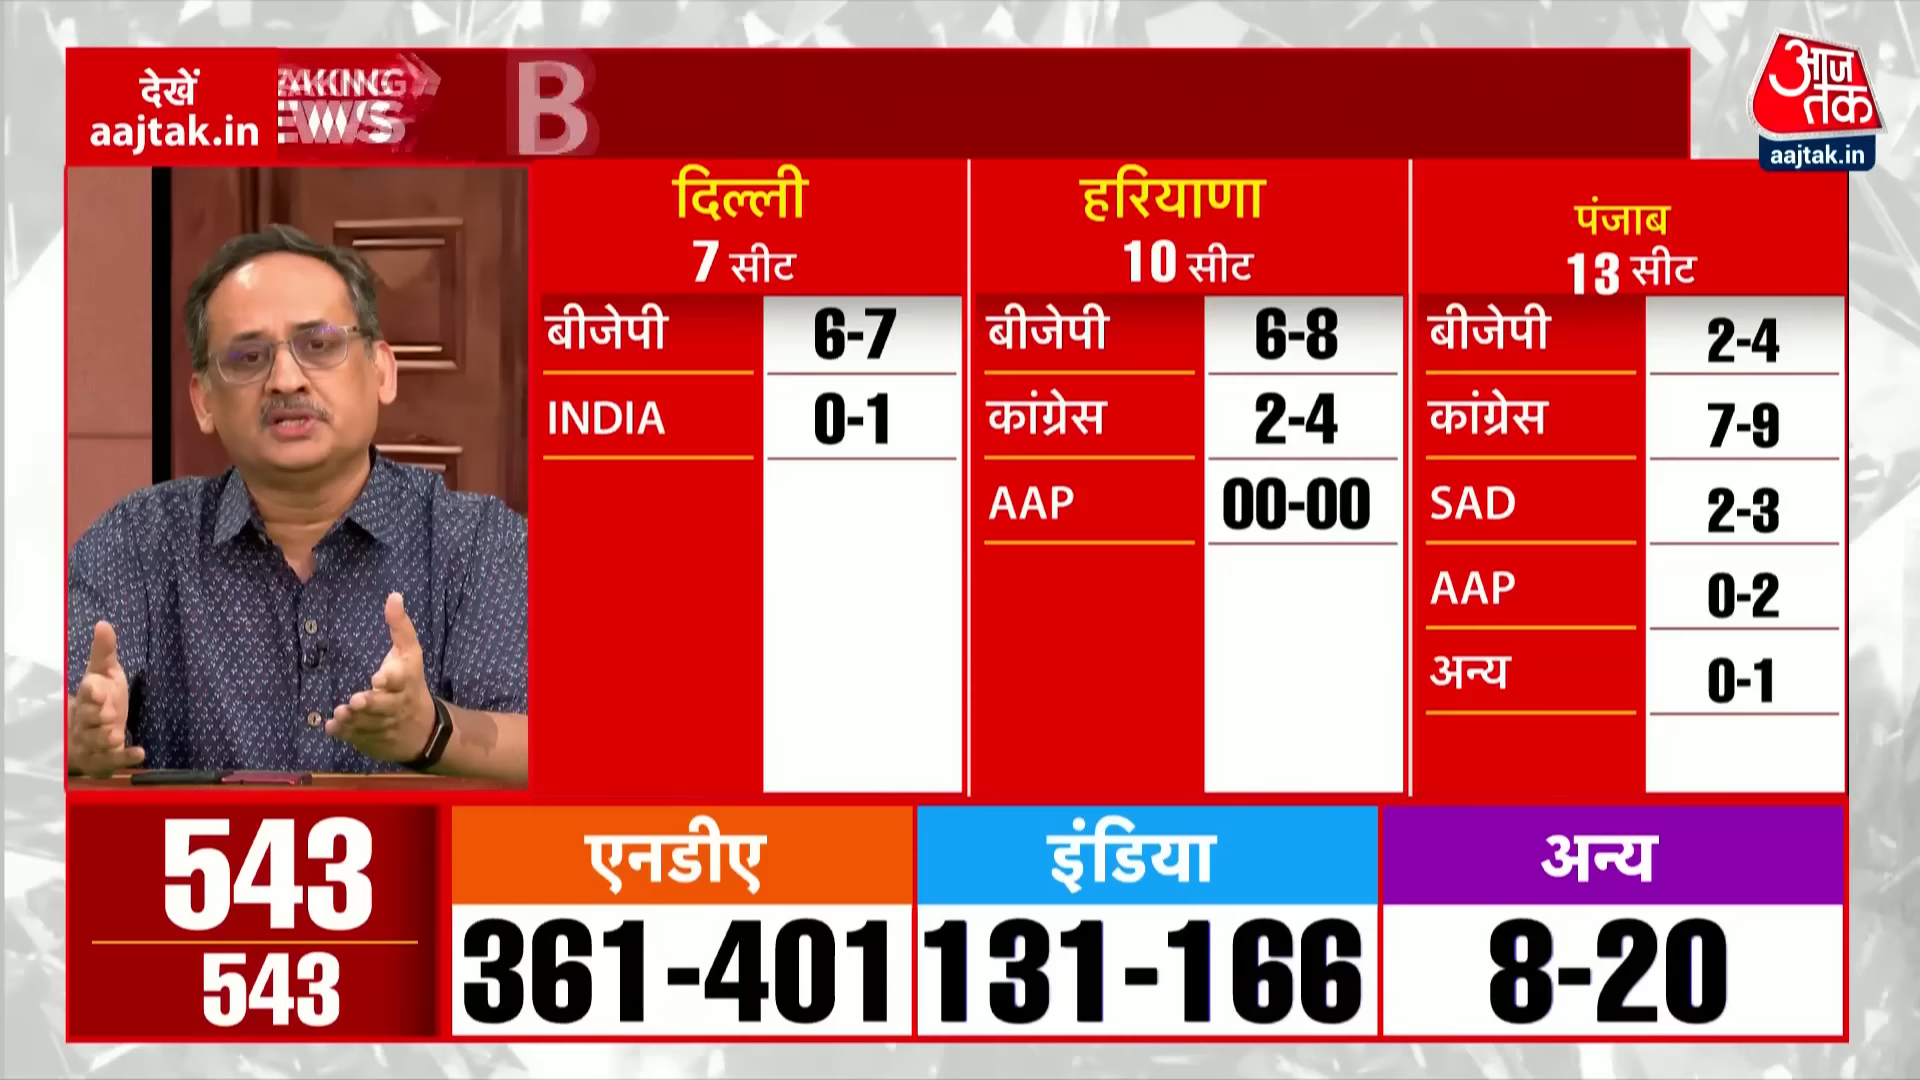 देखें
aajtak.in
B
आज
तक
aajtak.in
दिल्ली
7 सीट
बीजेपी 6-7
INDIA 0-1
हरियाणा
10 सीट
बीजेपी 6-8
कांग्रेस 2-4
AAP 00-00
पंजाब
13 सीट
बीजेपी 2-4
कांग्रेस 7-9
SAD 2-3
AAP 0-2
अन्य 0-1
543
543
एनडीए
361-401
इंडिया
131-166
अन्य
8-20